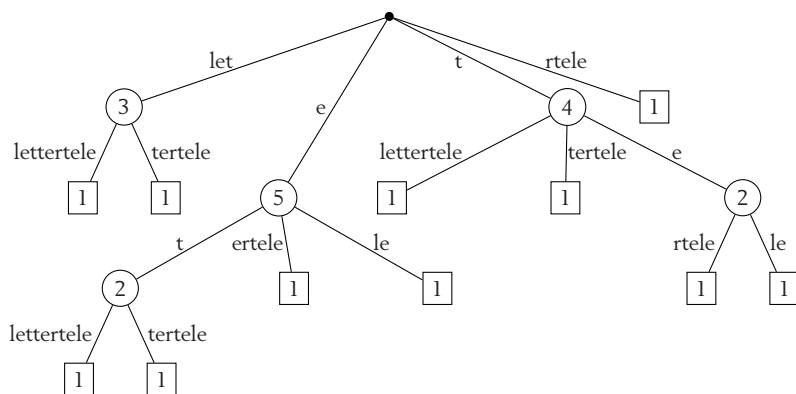 let e t rtele
3 4 1
lettertele tertele lettertele tertele e
1 1 5 1 1 2
t ertele le rtele le
2 1 1 1 1
lettertele tertele
1 1